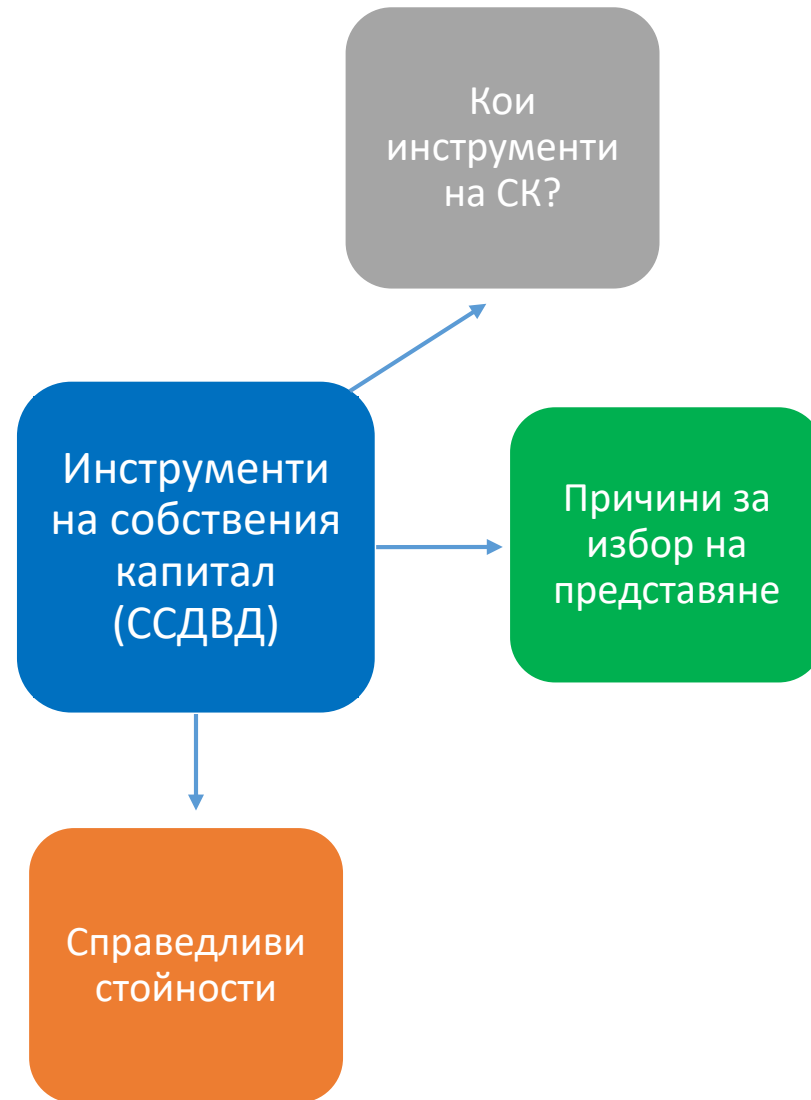 Кои
инструменти
на СК?
Инструменти
на собствения
капитал
(ССДВД)
Причини за
избор на
представяне
Справедливи
стойности